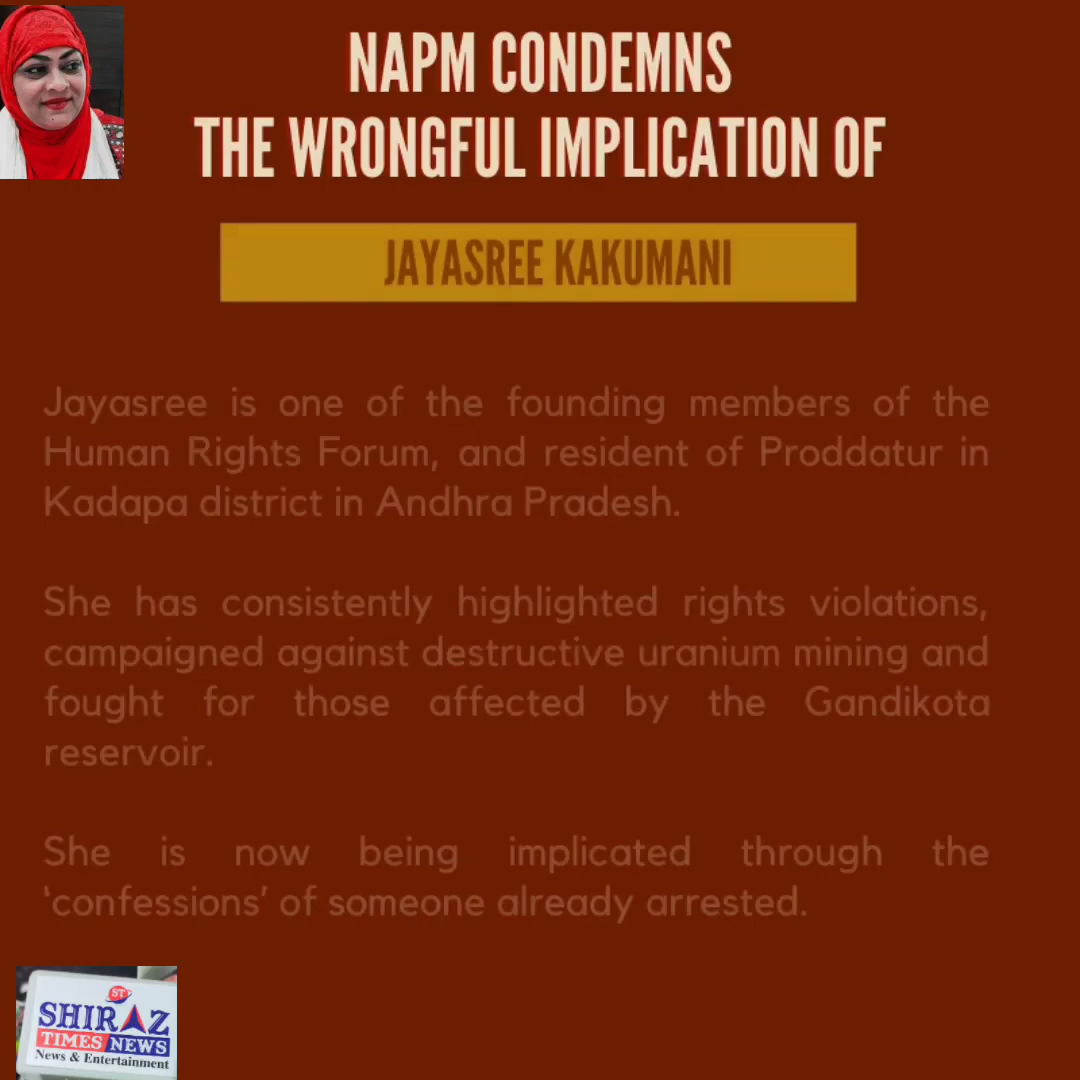 NAPM CONDEMNS
THE WRONGFUL IMPLICATION OF
JAYASREE KAKUMANI
Jayasree is one of the founding members of the
Human Rights Forum, and resident of Proddatur in
Kadapa district in Andhra Pradesh.
She has consistently highlighted rights violations,
campaigned against destructive uranium mining and
fought for those affected by the Gandikota
reservoir.
She is now being implicated through the
‘confessions’ of someone already arrested.
ST
SHIRAZ
TIMES NEWS
News & Entertainment